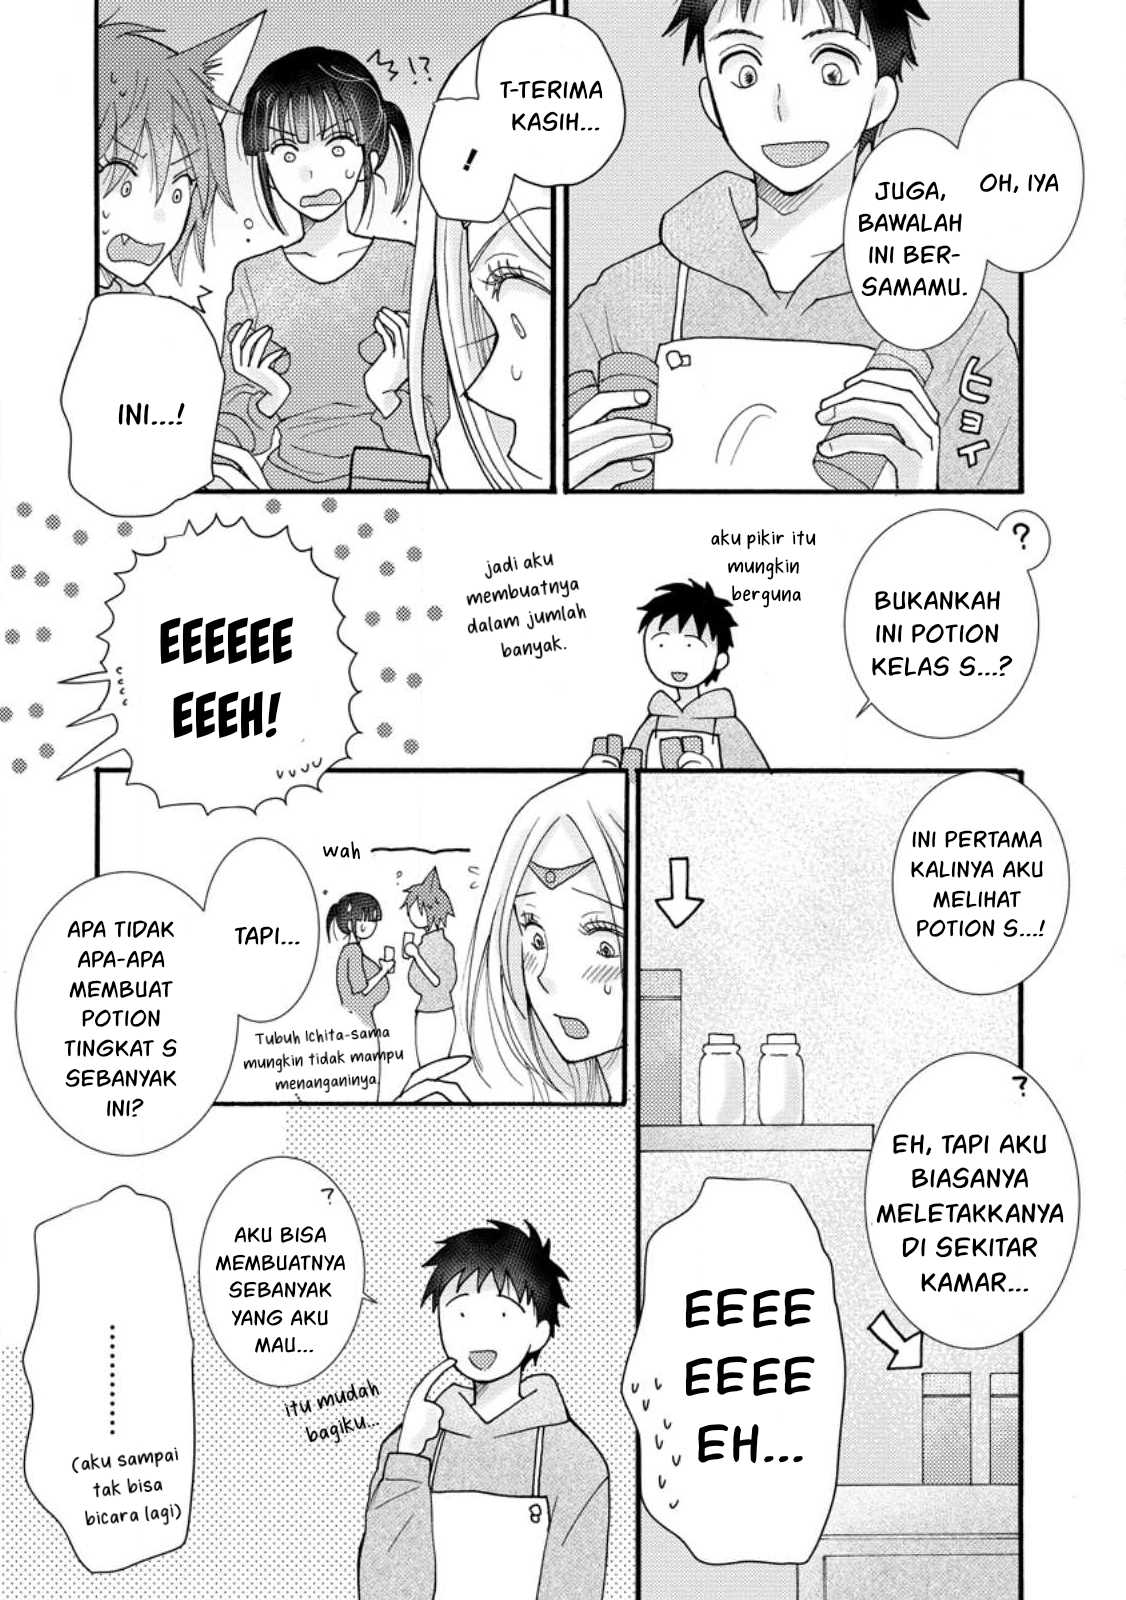 OH, IYA
JUGA,
BAWALAH
INI BER-
SAMAMU.
ヒョイ
T-TERIMA
KASIH...
!
!?
INI...!
?
BUKANKAH
INI POTION
KELAS S...?
aku pikir itu
mungkin
berguna
jadi aku
membuatnya
dalam jumlah
banyak.
EEEEEE
EEEH!
INI PERTAMA
KALINYA AKU
MELIHAT
POTION S...!
?
EH, TAPI AKU
BIASANYA
MELETAKKANYA
DI SEKITAR
KAMAR...
EEEE
EEEE
EH...
wah
TAPI...
APA TIDAK
APA-APA
MEMBUAT
POTION
TINGKAT S
SEBANYAK
INI?
Tubuh Ichita-sama
mungkin tidak mampu
menanganinya.
?
AKU BISA
MEMBUATNYA
SEBANYAK
YANG AKU
MAU...
itu mudah
bagiku...
............
(aku sampai
tak bisa
bicara lagi)